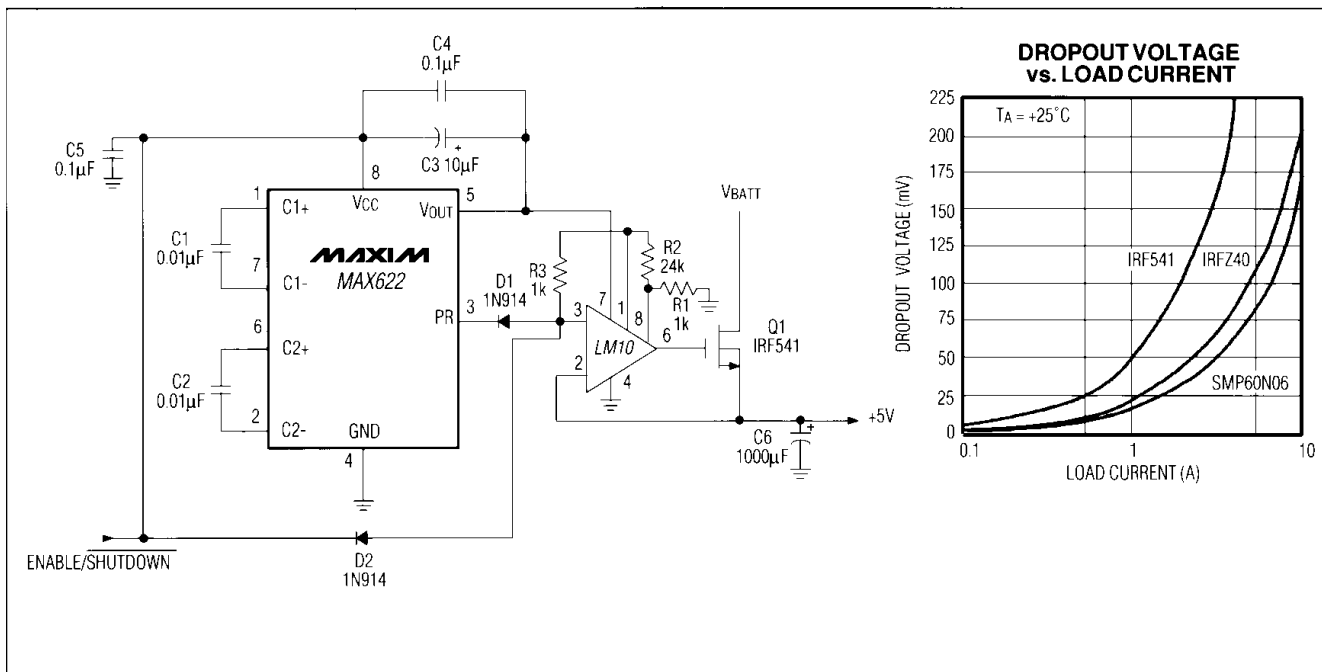 C4
0.1µF
C5
0.1µF
C3 10µF
+
8
1
C1+
VCC
5
VOUT
C1
0.01µF
7
C1-
MAXIM
MAX622
PR
3
6
C2+
C2
0.01µF
2
C2-
GND
4
D1
1N914
R3
1k
R2
24k
R1
1k
7
1
8
3
2
LM10
6
4
VBATT
Q1
IRF541
+5V
C6
1000µF
+
ENABLE/SHUTDOWN
D2
1N914
DROPOUT VOLTAGE
vs. LOAD CURRENT
TA = +25°C
225
200
175
150
125
100
75
50
25
0
DROPOUT VOLTAGE (mV)
IRF541
IRFZ40
SMP60N06
0.1
1
10
LOAD CURRENT (A)